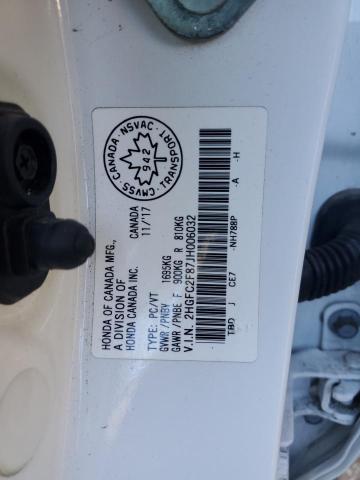 HONDA OF CANADA MFG.,
A DIVISION OF
HONDA CANADA INC.
CANADA
11/17
TYPE: PC/VT
GVWR /PNBV 1695KG
GAWR /PNBE F 900KG R 810KG
V.I.N. 2HGFC2F87JH006032
TBD J CE7 -NH788P -A -H
CANADA · NSVAC · TRANSPORT · CMVSS
942